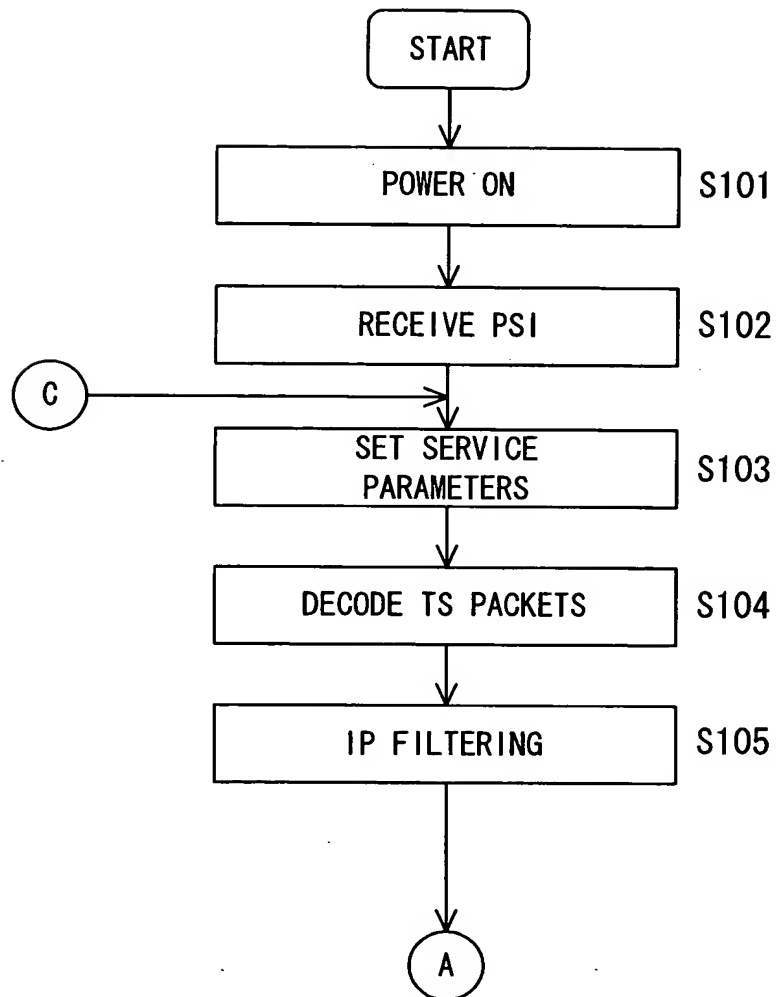 START
POWER ON
S101
RECEIVE PSI
S102
C
SET SERVICE
PARAMETERS
S103
DECODE TS PACKETS
S104
IP FILTERING
S105
A